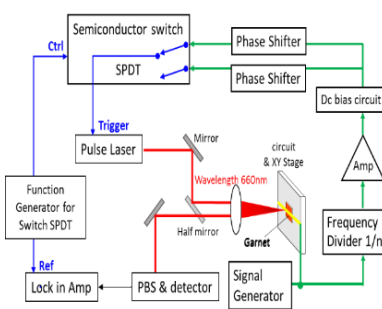 Semiconductor switch
SPDT
Ctrl
Phase Shifter
Phase Shifter
Dc bias circuit
Trigger
Pulse Laser
Mirror
circuit
& XY Stage
Wavelength 660nm
Amp
Function
Generator for
Switch SPDT
Half mirror
Garnet
Frequency
Divider 1/n
Ref
Lock in Amp
PBS & detector
Signal
Generator